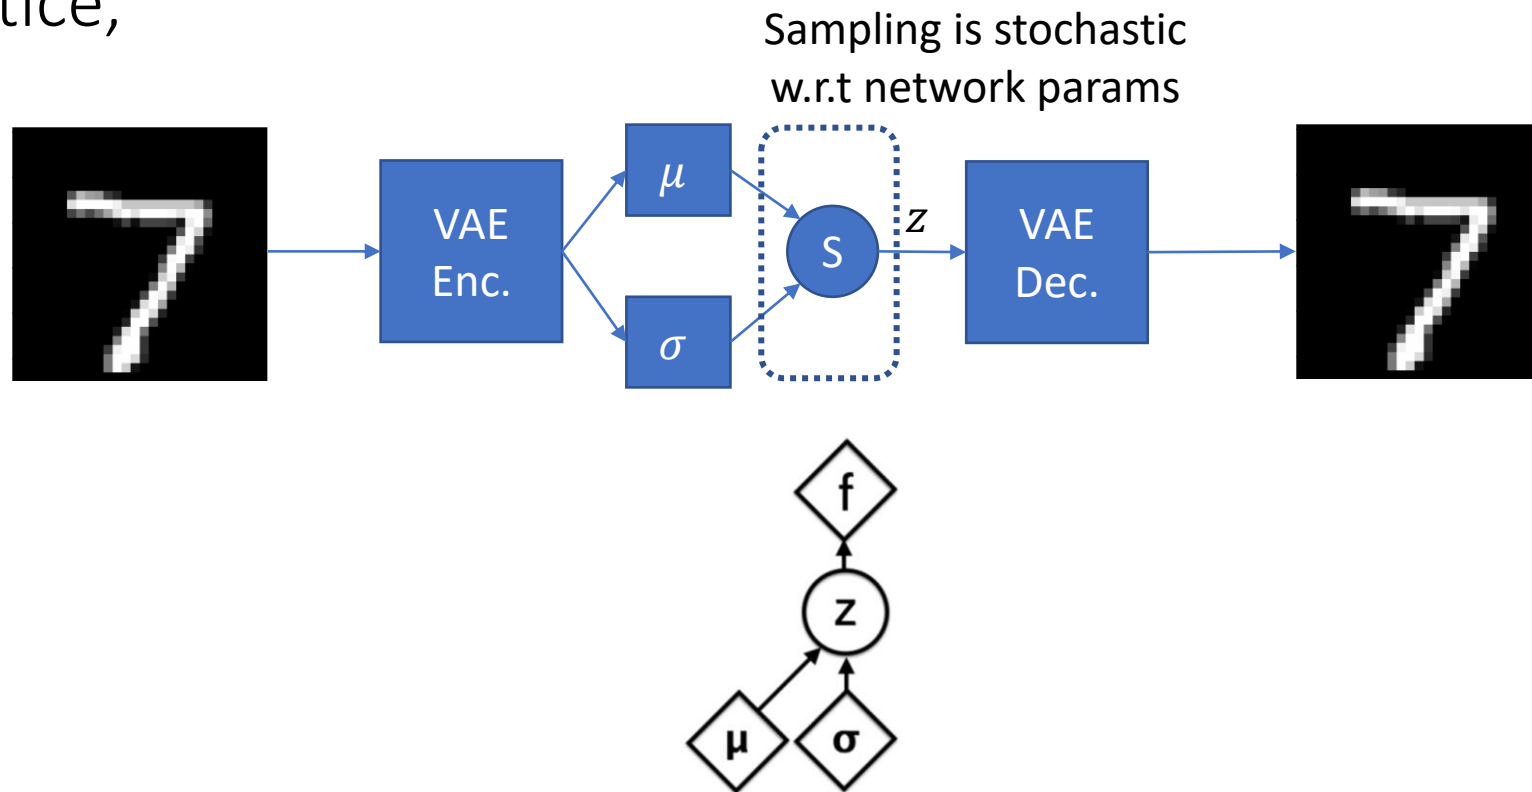 tice,
Sampling is stochastic
w.r.t network params
VAE
Enc.
μ
σ
S
z
VAE
Dec.
f
z
μ
σ